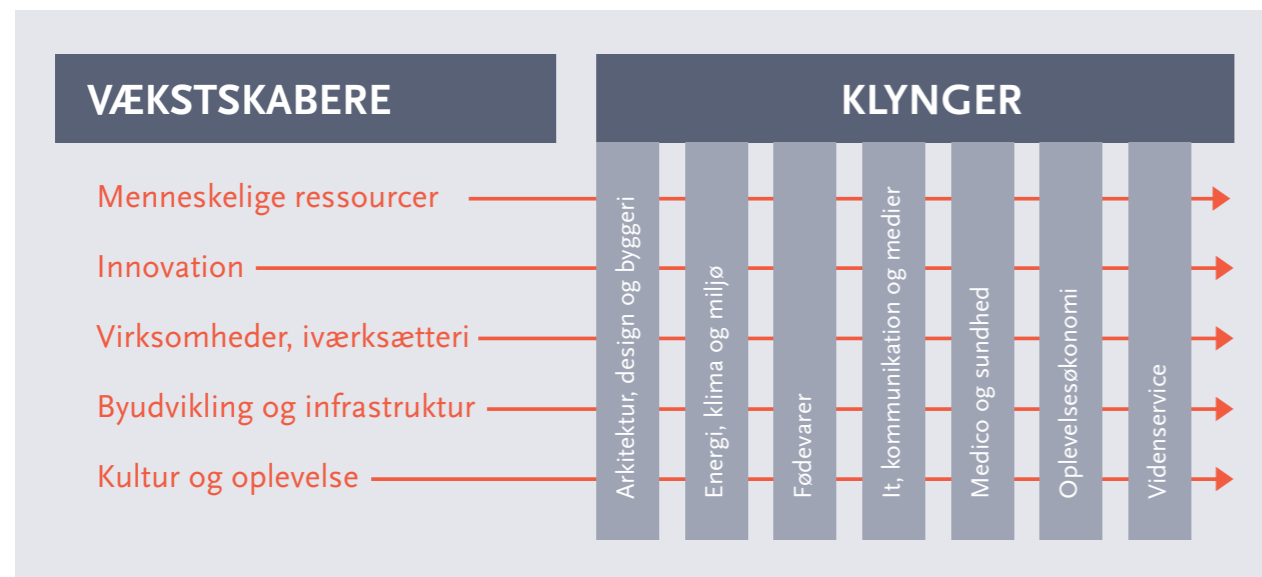 VÆKSTSKABERE
KLYNGER
Menneskelige ressourcer
Innovation
Virksomheder, iværksætteri
Byudvikling og infrastruktur
Kultur og oplevelse
Arkitektur, design og byggeri
Energi, klima og miljø
Fødevarer
It, kommunikation og medier
Medico og sundhed
Oplevelsesøkonomi
Videnservice